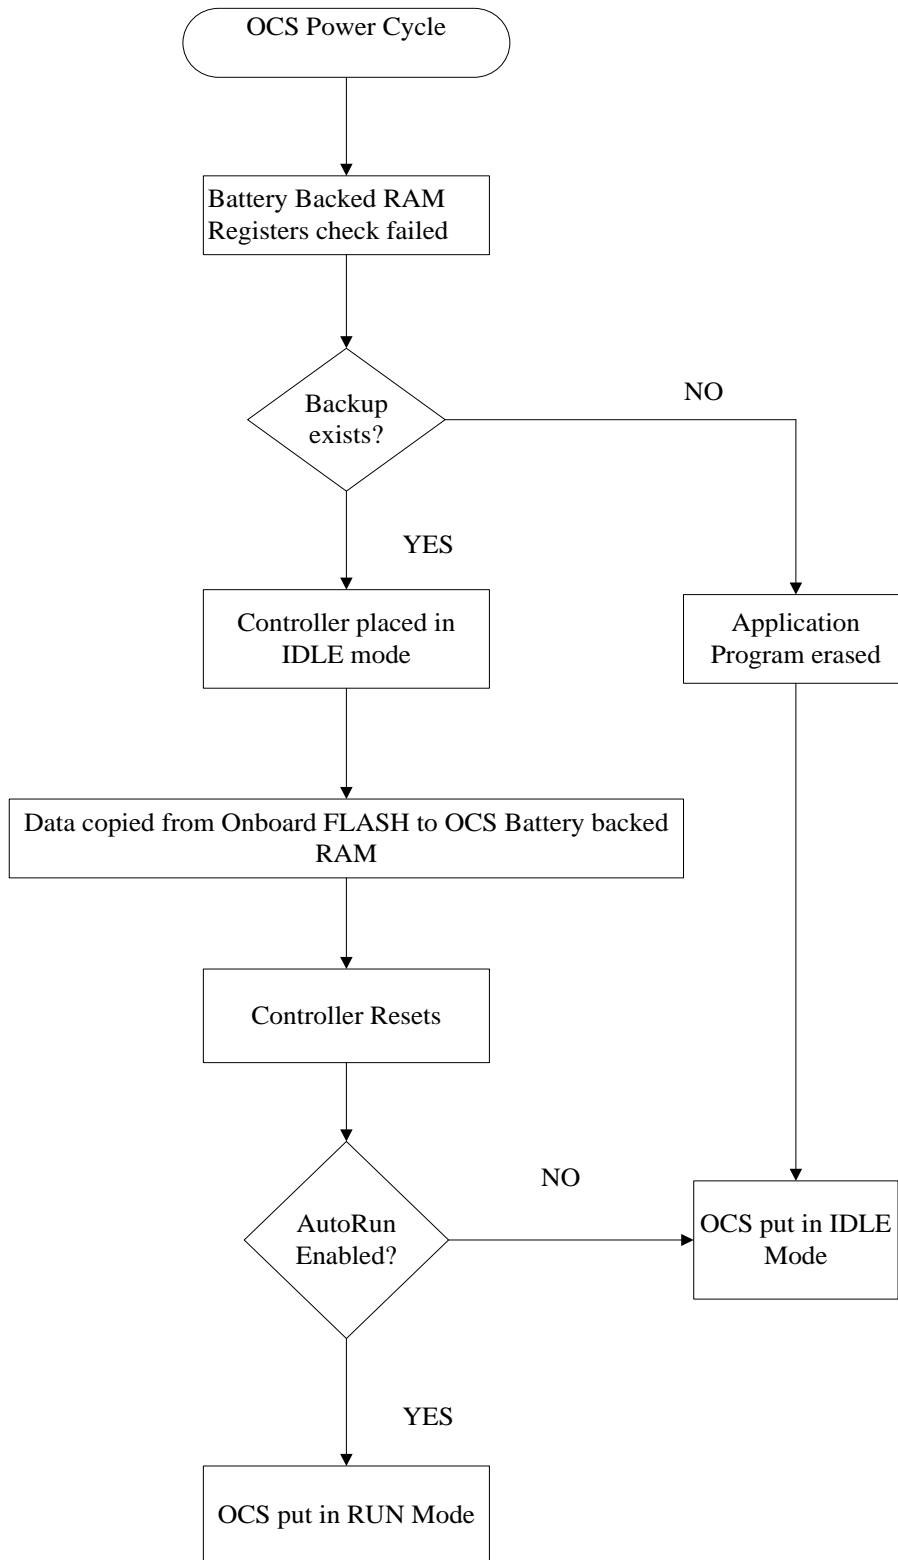 OCS Power Cycle
Battery Backed RAM
Registers check failed
Backup
exists?
NO
YES
Controller placed in
IDLE mode
Application
Program erased
Data copied from Onboard FLASH to OCS Battery backed
RAM
Controller Resets
AutoRun
Enabled?
NO
OCS put in IDLE
Mode
YES
OCS put in RUN Mode